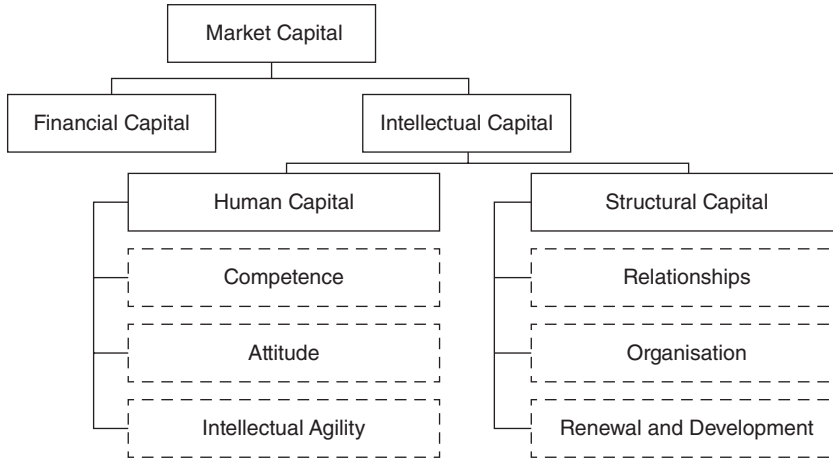 Market Capital
Financial Capital
Intellectual Capital
Human Capital
Structural Capital
Competence
Relationships
Attitude
Organisation
Intellectual Agility
Renewal and Development